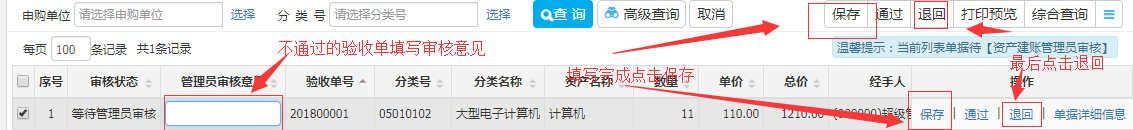 申购单位 请选择申购单位 选择 分 类 号 请选择分类号 选择 查 询 高级查询 取消 保存 通过 退回 打印预览 综合查询
每页 100 条记录 共1条记录 不通过的验收单填写审核意见 温馨提示：当前列表单据待【资产建账管理员审核】
填写完成点击保存 最后点击退回
序号 审核状态 管理员审核意见 验收单号 分类号 分类名称 资产名称 数量 单价 总价 经手人 操作
1 等待管理员审核 201800001 05010102 大型电子计算机 计算机 11 110.00 1210.00 保存 | 通过 | 退回 | 单据详细信息